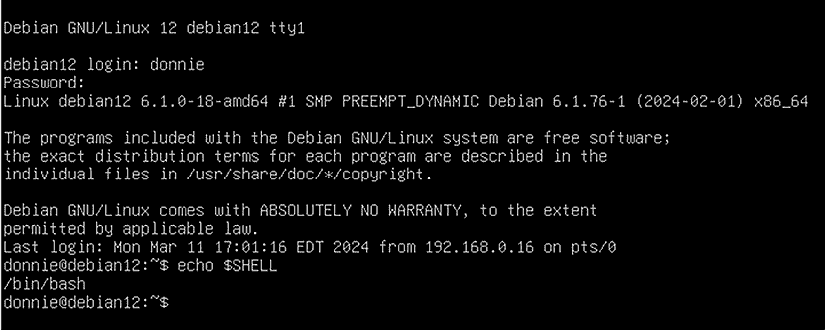 Debian GNU/Linux 12 debian12 tty1
debian12 login: donnie
Password:
Linux debian12 6.1.0-18-amd64 #1 SMP PREEMPT_DYNAMIC Debian 6.1.76-1 (2024-02-01) x86_64
The programs included with the Debian GNU/Linux system are free software;
the exact distribution terms for each program are described in the
individual files in /usr/share/doc/*/copyright.
Debian GNU/Linux comes with ABSOLUTELY NO WARRANTY, to the extent
permitted by applicable law.
Last login: Mon Mar 11 17:01:16 EDT 2024 from 192.168.0.16 on pts/0
donnie@debian12:~$ echo $SHELL
/bin/bash
donnie@debian12:~$